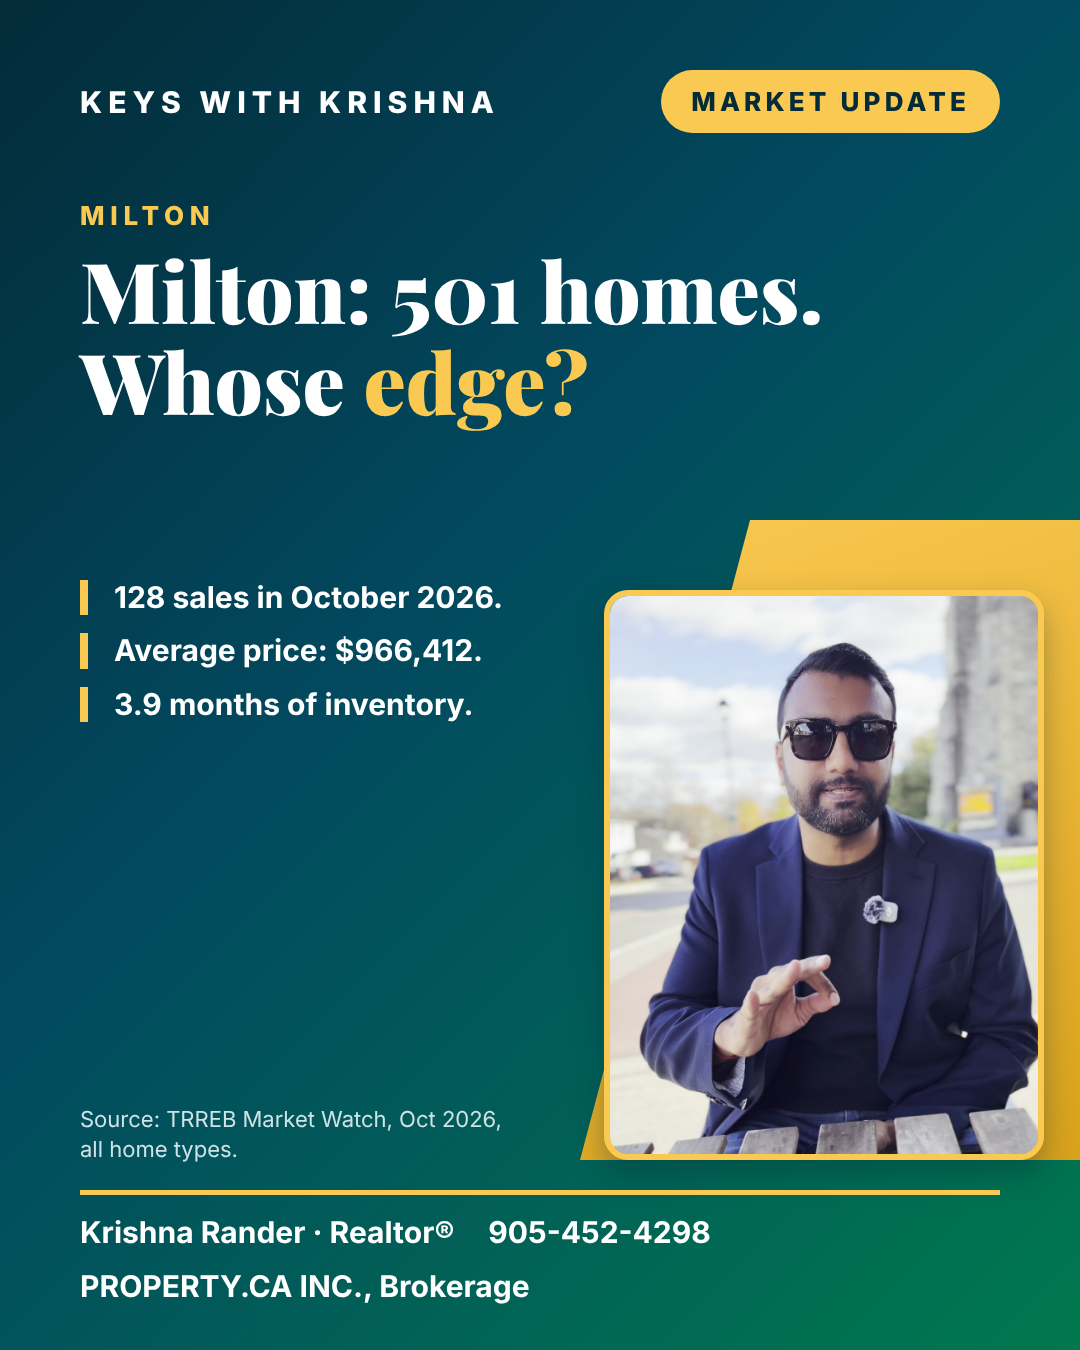 KEYS WITH KRISHNA
MARKET UPDATE
MILTON
Milton: 501 homes.
Whose edge?
128 sales in October 2026.
Average price: $966,412.
3.9 months of inventory.
Source: TRREB Market Watch, Oct 2026,
all home types.
Krishna Rander · Realtor® 905-452-4298
PROPERTY.CA INC., Brokerage